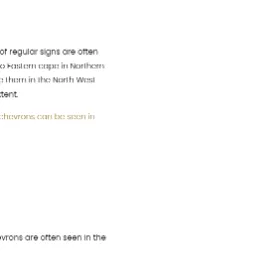 of regular signs are often
o Eastern cape in Northern
e them in the North West
tent.
chevrons can be seen in
vrons are often seen in the